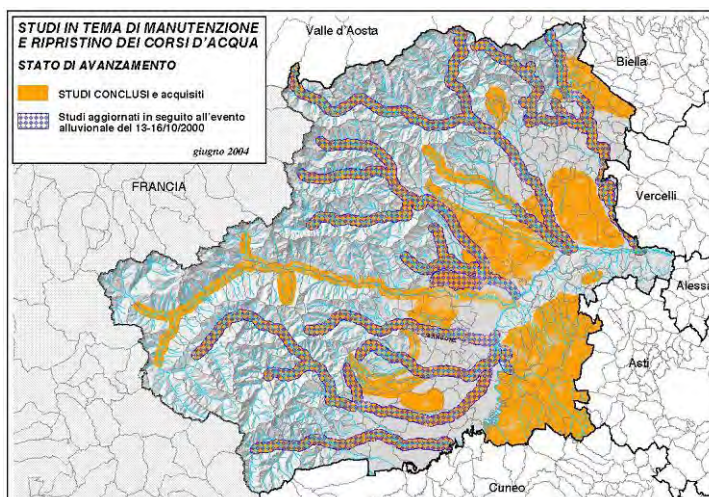 STUDI IN TEMA DI MANUTENZIONE
E RIPRISTINO DEI CORSI D'ACQUA
STATO DI AVANZAMENTO
STUDI CONCLUSI e acquisiti
Studi aggiornati in seguito all'evento
alluvionale del 13-16/10/2000
giugno 2004
Valle d'Aosta
Biella
FRANCIA
Vercelli
Alessa
Asti
Cuneo